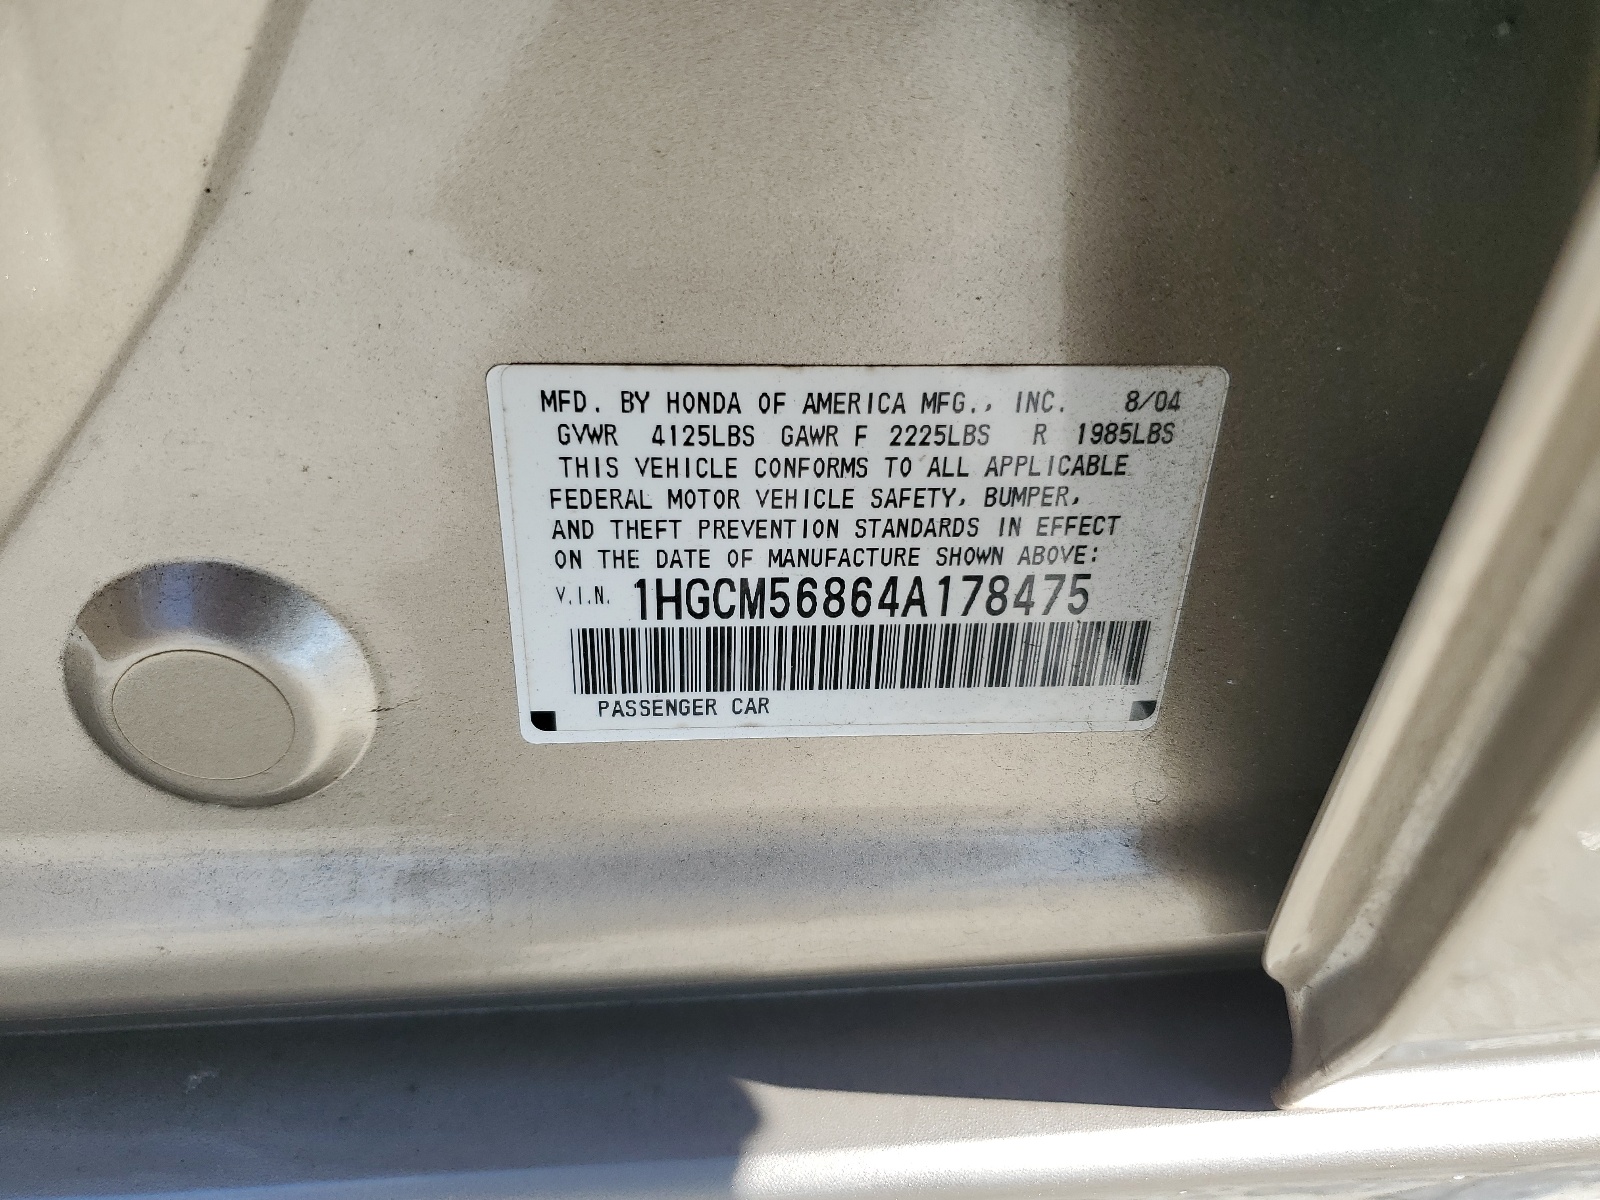 MFD. BY HONDA OF AMERICA MFG., INC. 8/04
GVWR 4125LBS GAWR F 2225LBS R 1985LBS
THIS VEHICLE CONFORMS TO ALL APPLICABLE
FEDERAL MOTOR VEHICLE SAFETY, BUMPER,
AND THEFT PREVENTION STANDARDS IN EFFECT
ON THE DATE OF MANUFACTURE SHOWN ABOVE:
V.I.N. 1HGCM56864A178475
PASSENGER CAR